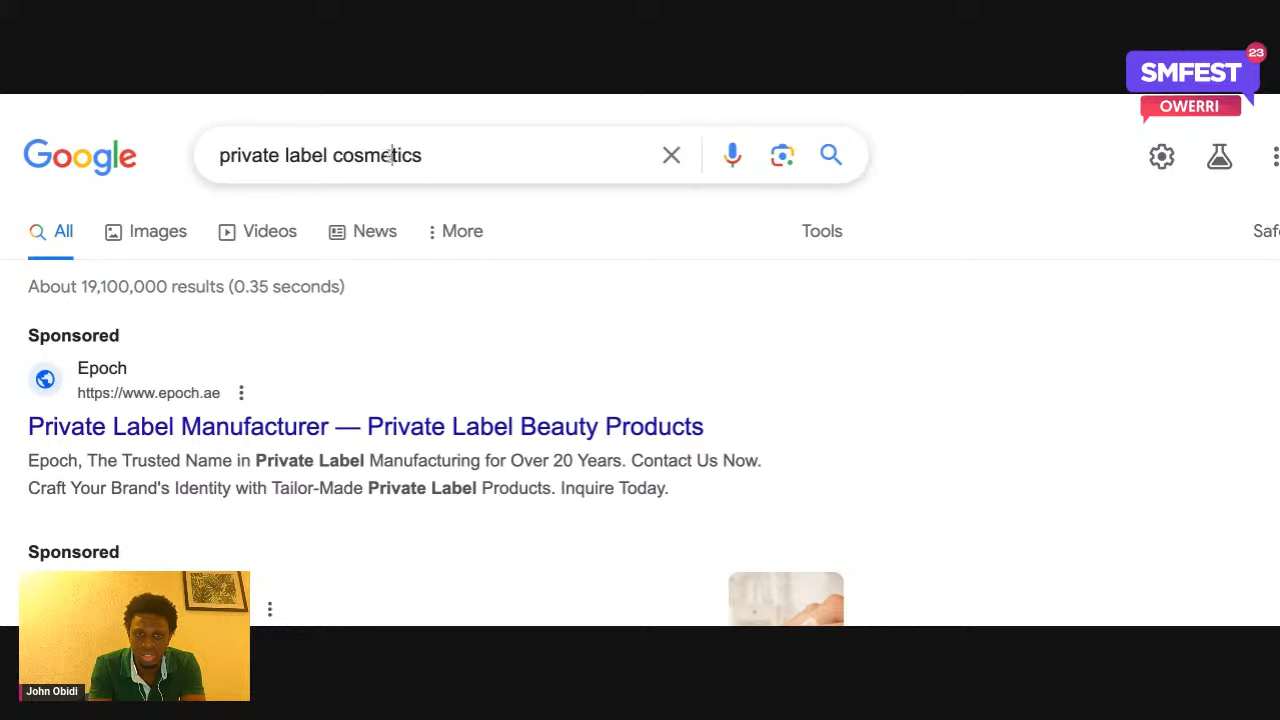 SMFEST
23
OWERRI
Google
private label cosmetics
All
Images
Videos
News
More
Tools
Saf
About 19,100,000 results (0.35 seconds)
Sponsored
Epoch
https://www.epoch.ae
Private Label Manufacturer — Private Label Beauty Products
Epoch, The Trusted Name in Private Label Manufacturing for Over 20 Years. Contact Us Now.
Craft Your Brand's Identity with Tailor-Made Private Label Products. Inquire Today.
Sponsored
John Obidi